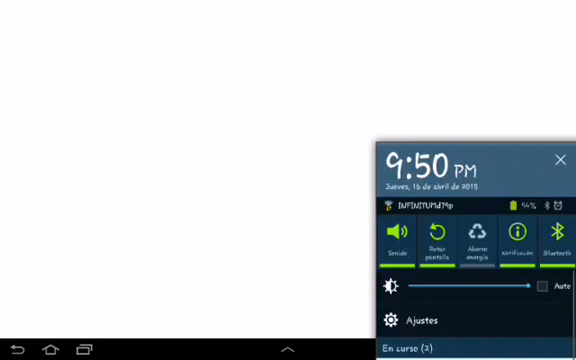 9:50 PM
Jueves, 16 de abril de 2015
INFINITUMd79p
94%
Sonido
Rotar pantalla
Ahorro energía
Notificación
Bluetooth
Auto
Ajustes
En curso (2)